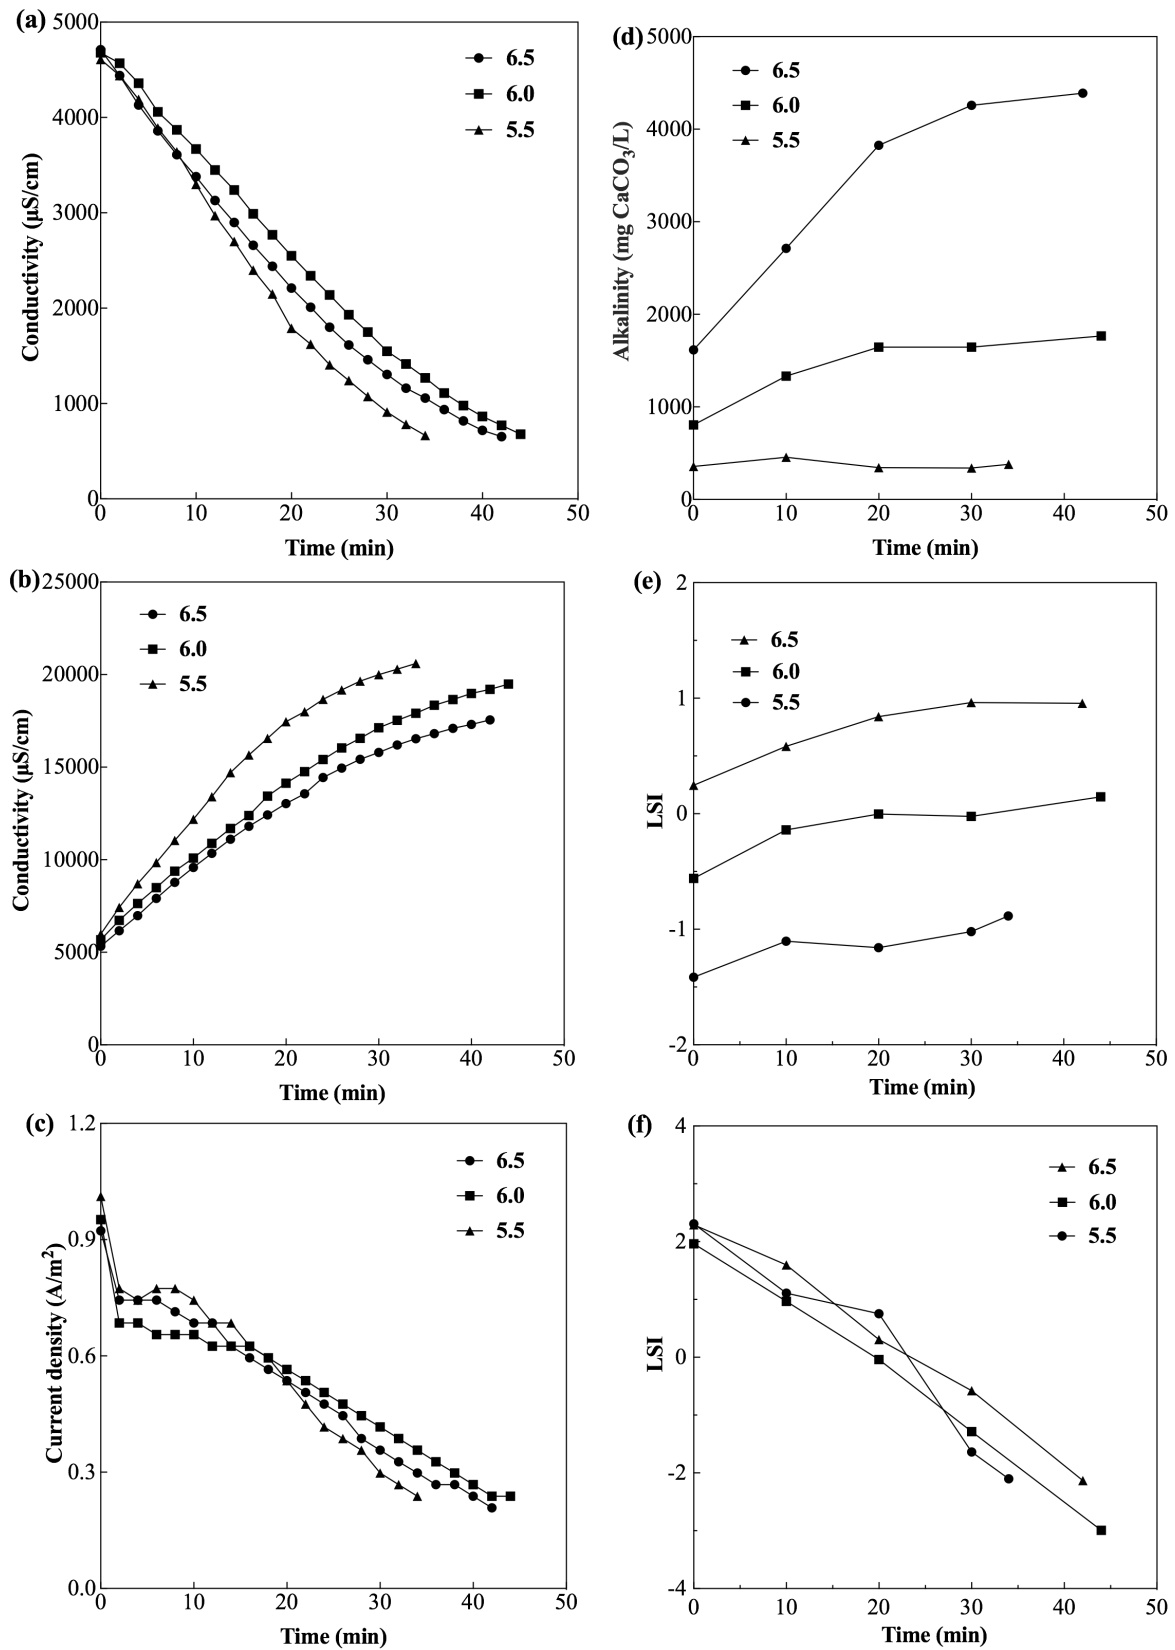 (a)
5000
4000
3000
2000
1000
0
Conductivity (µS/cm)
6.5
6.0
5.5
0 10 20 30 40 50
Time (min)
(d)
5000
4000
3000
2000
1000
0
Alkalinity (mg CaCO3/L)
6.5
6.0
5.5
0 10 20 30 40 50
Time (min)
(b)
25000
20000
15000
10000
5000
0
Conductivity (µS/cm)
6.5
6.0
5.5
0 10 20 30 40 50
Time (min)
(e)
2
1
0
-1
-2
LSI
6.5
6.0
5.5
0 10 20 30 40 50
Time (min)
(c)
1.2
0.9
0.6
0.3
0.0
Current density (A/m²)
6.5
6.0
5.5
0 10 20 30 40 50
Time (min)
(f)
4
2
0
-2
-4
LSI
6.5
6.0
5.5
0 10 20 30 40 50
Time (min)